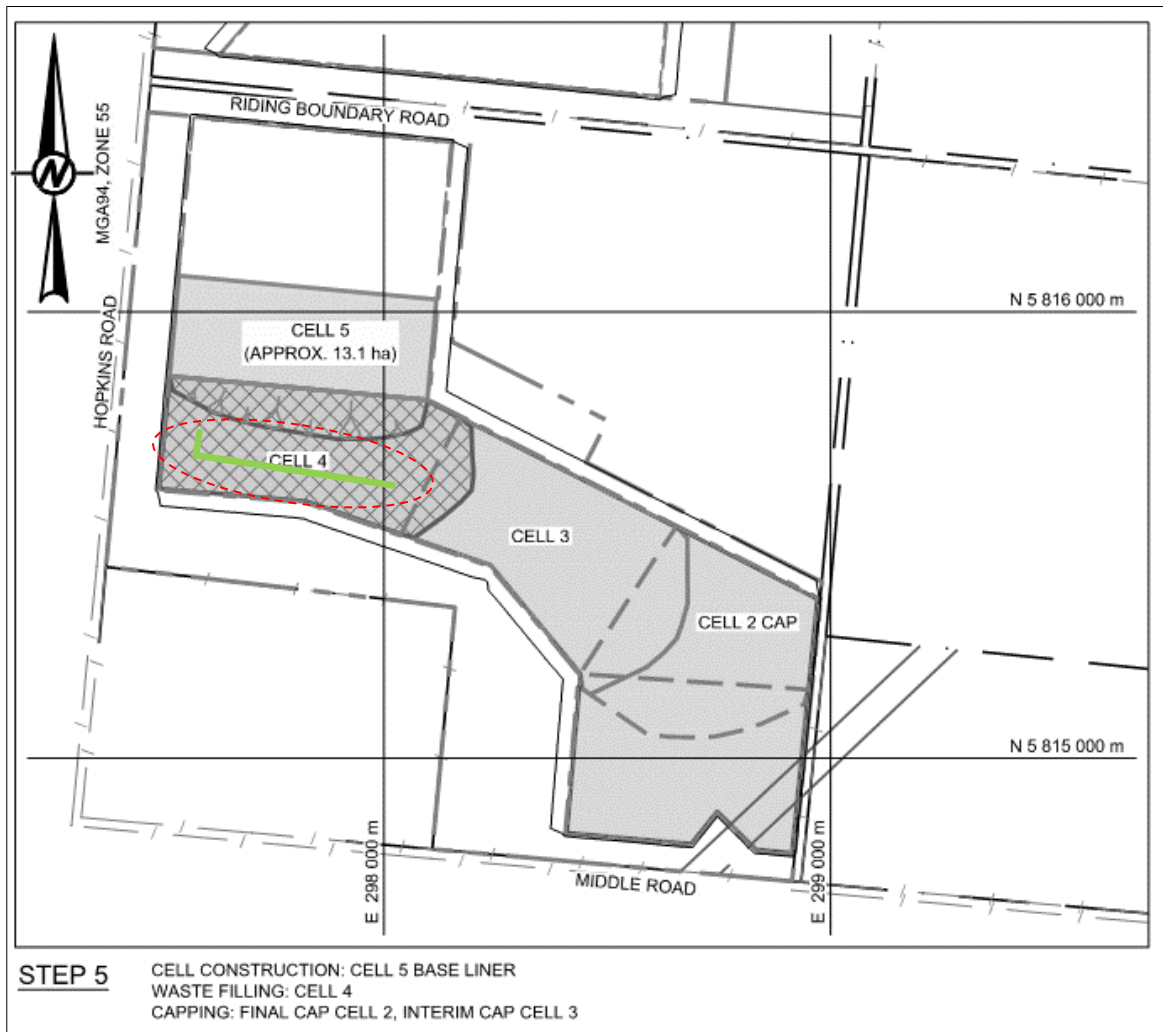 RIDING BOUNDARY ROAD
N
MGA94, ZONE 55
HOPKINS ROAD
N 5 816 000 m
CELL 5
(APPROX. 13.1 ha)
CELL 4
CELL 3
CELL 2 CAP
N 5 815 000 m
E 298 000 m
E 299 000 m
MIDDLE ROAD
STEP 5
CELL CONSTRUCTION: CELL 5 BASE LINER
WASTE FILLING: CELL 4
CAPPING: FINAL CAP CELL 2, INTERIM CAP CELL 3